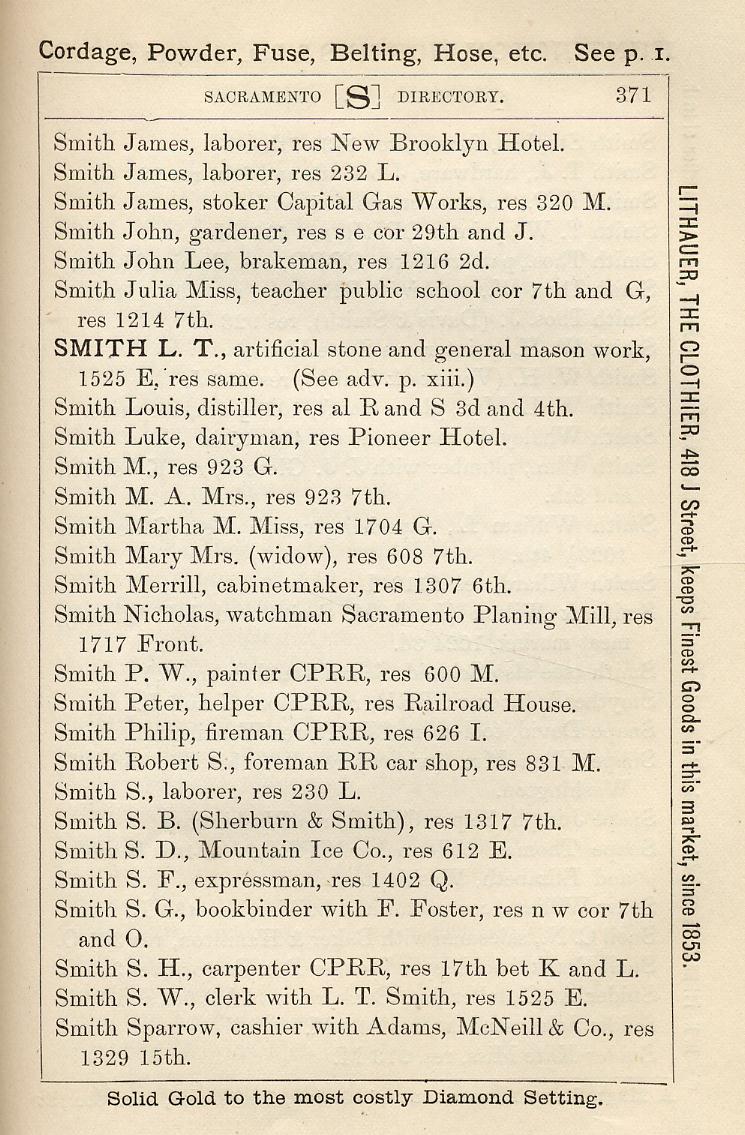 Cordage, Powder, Fuse, Belting, Hose, etc. See p. 1.
SACRAMENTO [S] DIRECTORY. 371
Smith James, laborer, res New Brooklyn Hotel.
Smith James, laborer, res 232 L.
Smith James, stoker Capital Gas Works, res 320 M.
Smith John, gardener, res s e cor 29th and J.
Smith John Lee, brakeman, res 1216 2d.
Smith Julia Miss, teacher public school cor 7th and G,
res 1214 7th.
SMITH L. T., artificial stone and general mason work,
1525 E, res same. (See adv. p. xiii.)
Smith Louis, distiller, res al R and S 3d and 4th.
Smith Luke, dairyman, res Pioneer Hotel.
Smith M., res 923 G.
Smith M. A. Mrs., res 923 7th.
Smith Martha M. Miss, res 1704 G.
Smith Mary Mrs. (widow), res 608 7th.
Smith Merrill, cabinetmaker, res 1307 6th.
Smith Nicholas, watchman Sacramento Planing Mill, res
1717 Front.
Smith P. W., painter CPRR, res 600 M.
Smith Peter, helper CPRR, res Railroad House.
Smith Philip, fireman CPRR, res 626 I.
Smith Robert S., foreman RR car shop, res 831 M.
Smith S., laborer, res 230 L.
Smith S. B. (Sherburn & Smith), res 1317 7th.
Smith S. D., Mountain Ice Co., res 612 E.
Smith S. F., expressman, res 1402 Q.
Smith S. G., bookbinder with F. Foster, res n w cor 7th
and O.
Smith S. H., carpenter CPRR, res 17th bet K and L.
Smith S. W., clerk with L. T. Smith, res 1525 E.
Smith Sparrow, cashier with Adams, McNeill & Co., res
1329 15th.
Solid Gold to the most costly Diamond Setting.
LITHAUER, THE CLOTHIER, 418 J Street, keeps Finest Goods in this market, since 1853.